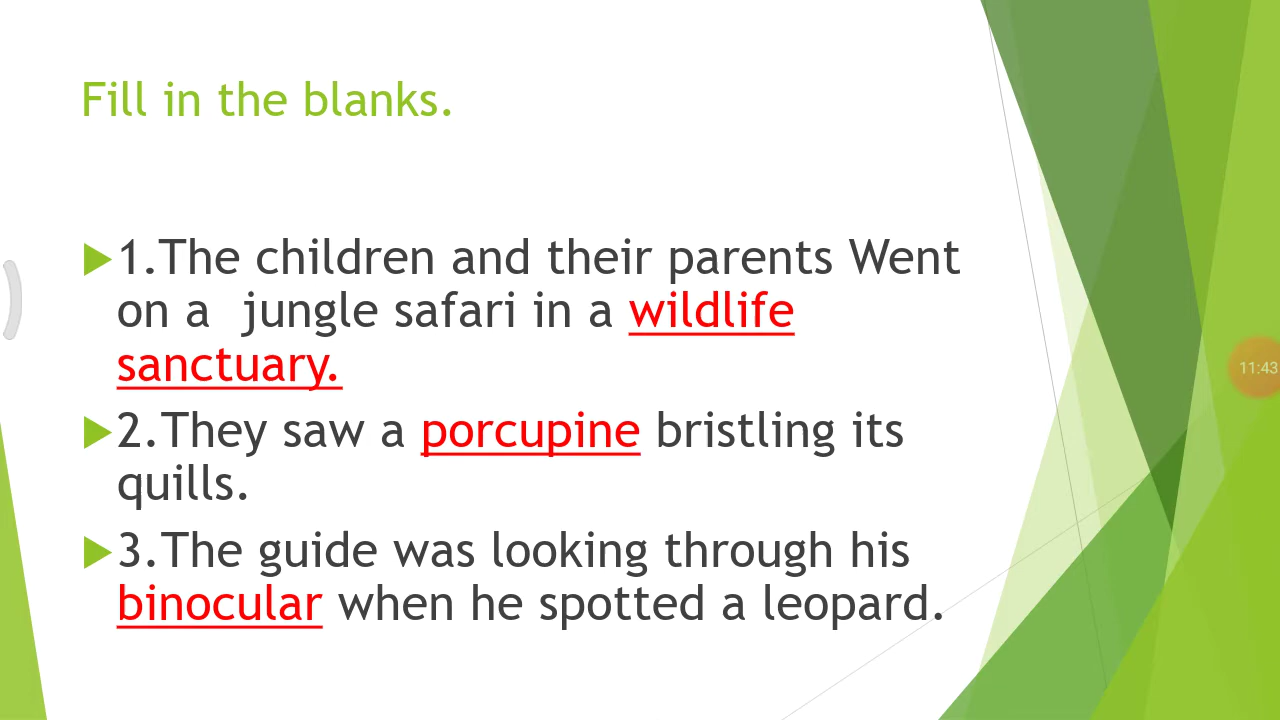 Fill in the blanks.
1.The children and their parents Went
on a  jungle safari in a wildlife
sanctuary.
2.They saw a porcupine bristling its
quills.
3.The guide was looking through his
binocular when he spotted a leopard.
11:43